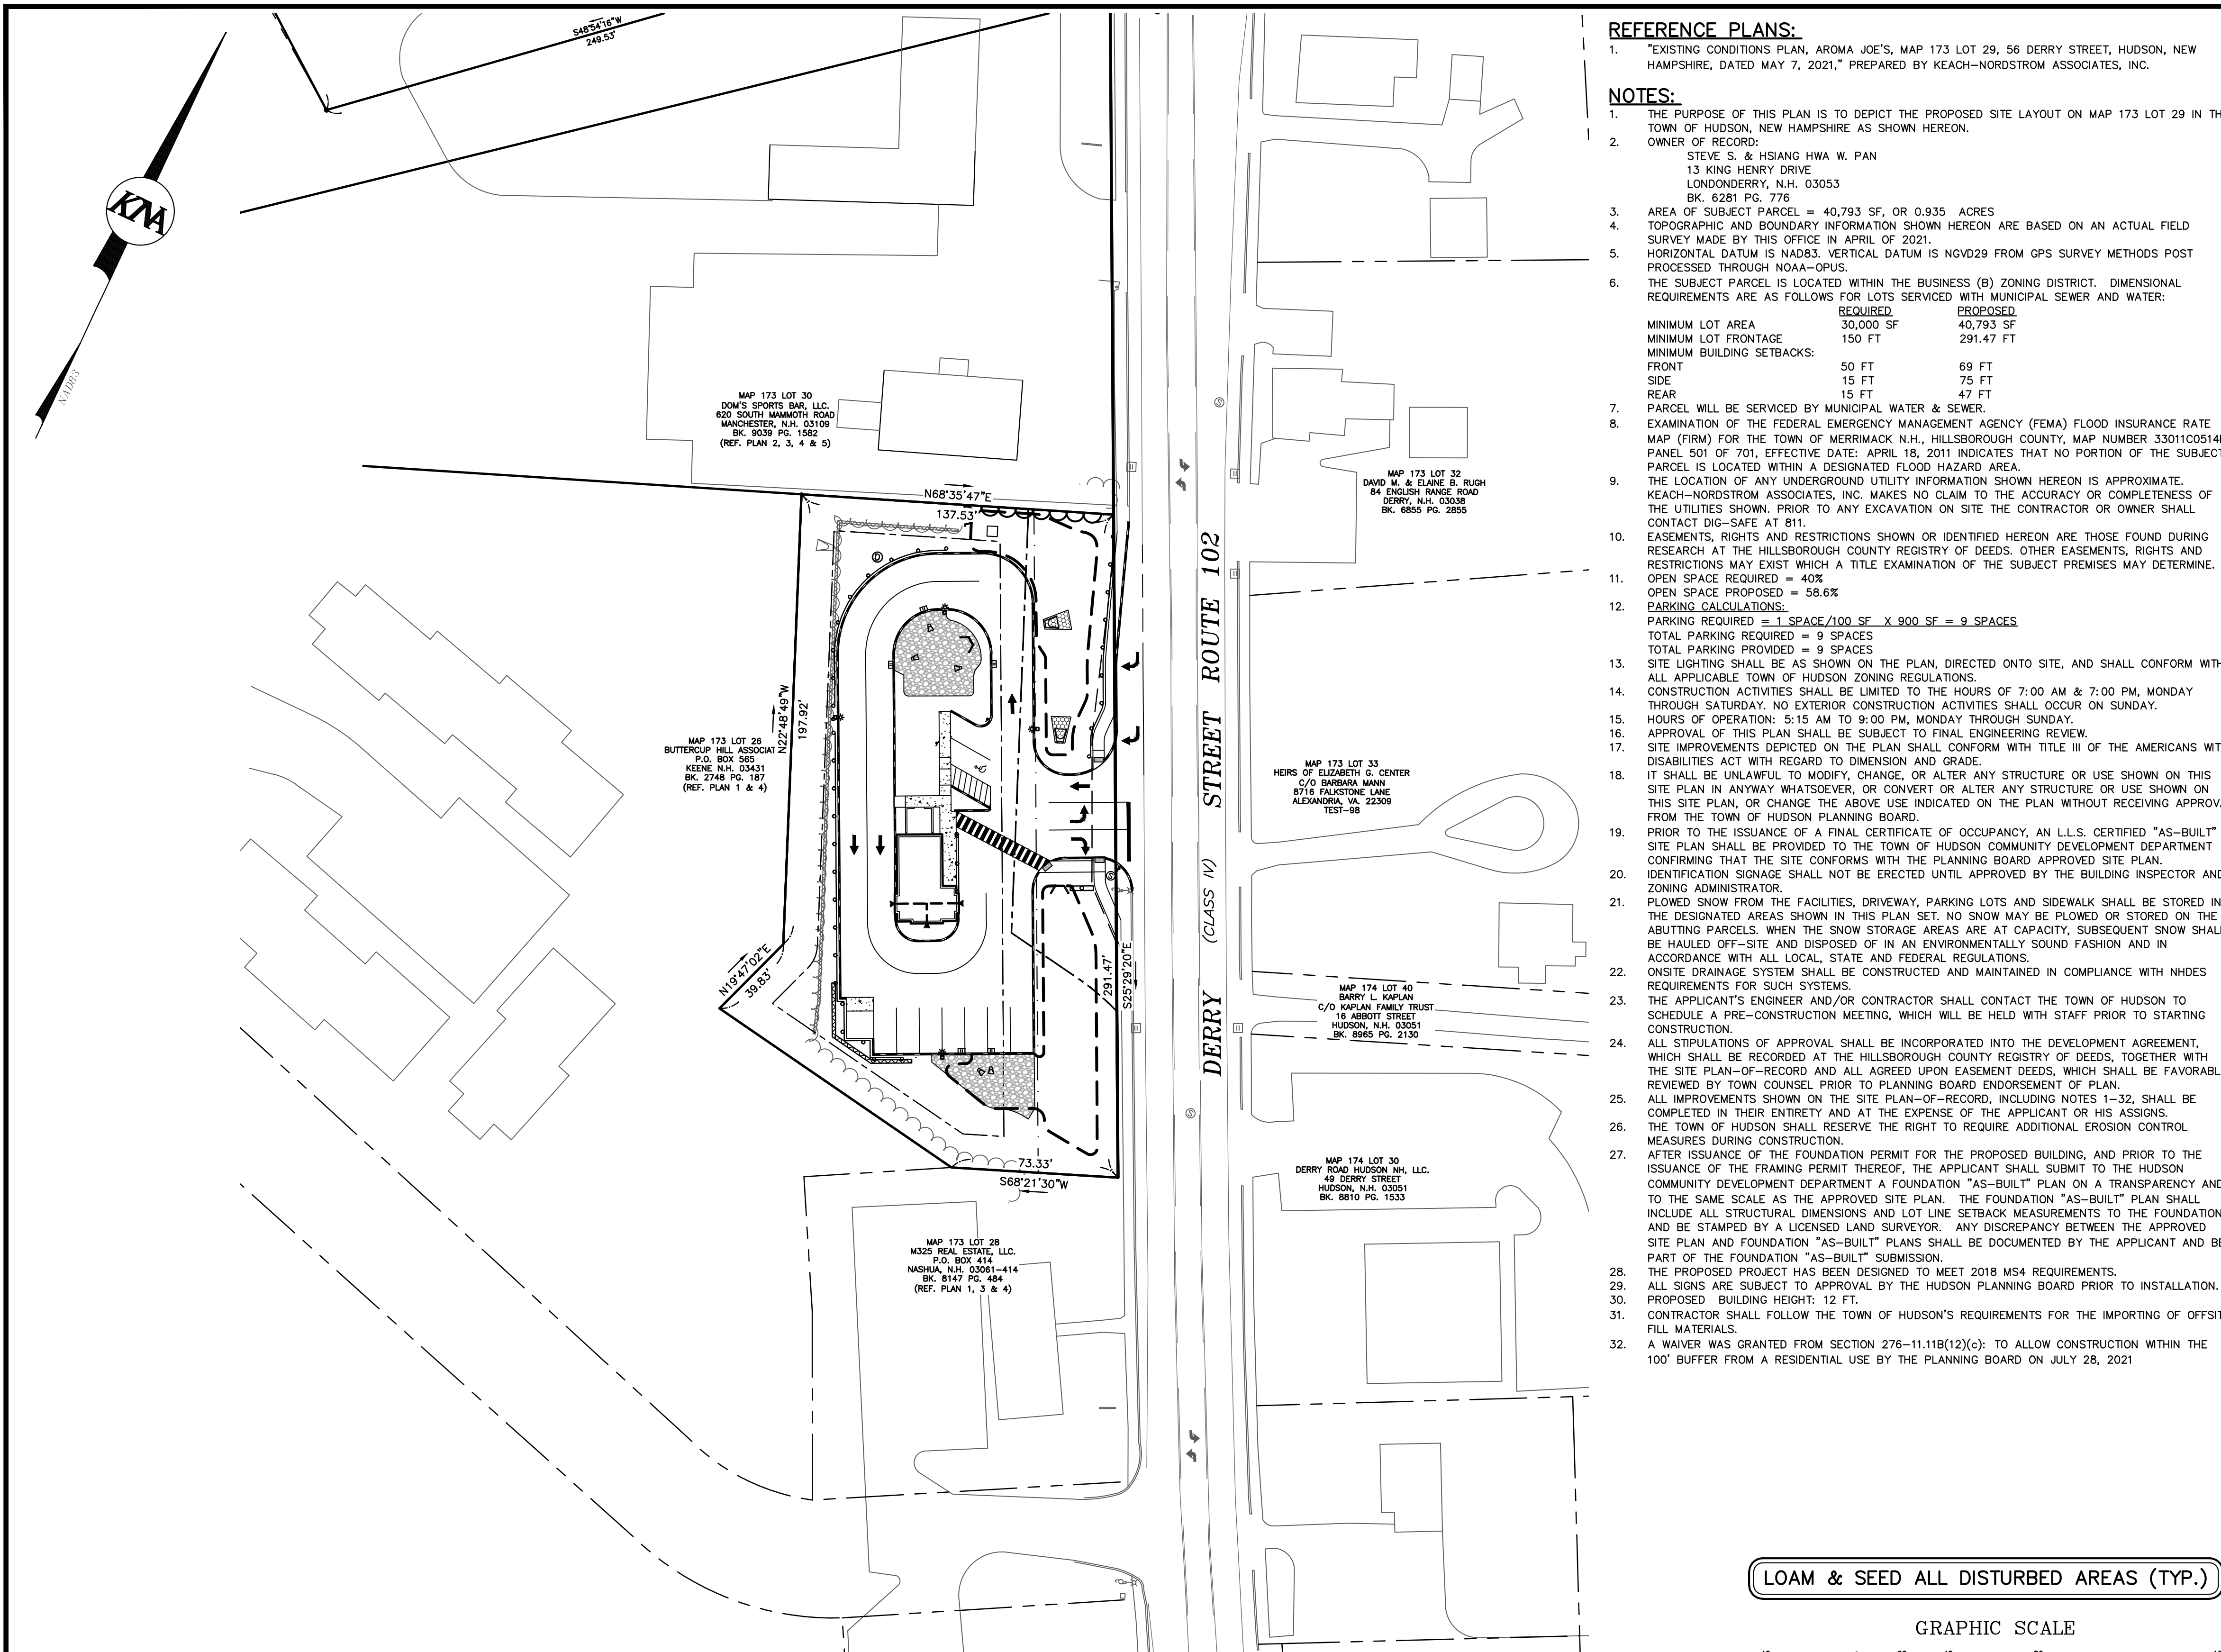 S48°54'16"W
249.53'
KNA
NAD83
MAP 173 LOT 30
DOM'S SPORTS BAR, LLC.
620 SOUTH MAMMOTH ROAD
MANCHESTER, N.H. 03109
BK. 9039 PG. 1582
(REF. PLAN 2, 3, 4 & 5)
N68°35'47"E
137.53'
MAP 173 LOT 32
DAVID M. & ELAINE B. RUGH
84 ENGLISH RANGE ROAD
DERRY, N.H. 03038
BK. 6855 PG. 2855
N22°48'49"W
197.92'
MAP 173 LOT 26
BUTTERCUP HILL ASSOCIAT
P.O. BOX 565
KEENE N.H. 03431
BK. 2748 PG. 187
(REF. PLAN 1 & 4)
DERRY (CLASS IV) STREET ROUTE 102
MAP 173 LOT 33
HEIRS OF ELIZABETH G. CENTER
C/O BARBARA MANN
8716 FALKSTONE LANE
ALEXANDRIA, VA. 22309
TEST-98
N19°47'02"E
39.83'
291.47'
S25°29'20"E
MAP 174 LOT 40
BARRY L. KAPLAN
C/O KAPLAN FAMILY TRUST
16 ABBOTT STREET
HUDSON, N.H. 03051
BK. 8965 PG. 2130
73.33'
S68°21'30"W
MAP 174 LOT 30
DERRY ROAD HUDSON NH, LLC.
49 DERRY STREET
HUDSON, N.H. 03051
BK. 8810 PG. 1533
MAP 173 LOT 28
M325 REAL ESTATE, LLC.
P.O. BOX 414
NASHUA, N.H. 03061-414
BK. 8147 PG. 484
(REF. PLAN 1, 3 & 4)
REFERENCE PLANS:
1. "EXISTING CONDITIONS PLAN, AROMA JOE'S, MAP 173 LOT 29, 56 DERRY STREET, HUDSON, NEW
HAMPSHIRE, DATED MAY 7, 2021," PREPARED BY KEACH-NORDSTROM ASSOCIATES, INC.
NOTES:
1. THE PURPOSE OF THIS PLAN IS TO DEPICT THE PROPOSED SITE LAYOUT ON MAP 173 LOT 29 IN TH
TOWN OF HUDSON, NEW HAMPSHIRE AS SHOWN HEREON.
2. OWNER OF RECORD:
STEVE S. & HSIANG HWA W. PAN
13 KING HENRY DRIVE
LONDONDERRY, N.H. 03053
BK. 6281 PG. 776
3. AREA OF SUBJECT PARCEL = 40,793 SF, OR 0.935 ACRES
4. TOPOGRAPHIC AND BOUNDARY INFORMATION SHOWN HEREON ARE BASED ON AN ACTUAL FIELD
SURVEY MADE BY THIS OFFICE IN APRIL OF 2021.
5. HORIZONTAL DATUM IS NAD83. VERTICAL DATUM IS NGVD29 FROM GPS SURVEY METHODS POST
PROCESSED THROUGH NOAA-OPUS.
6. THE SUBJECT PARCEL IS LOCATED WITHIN THE BUSINESS (B) ZONING DISTRICT. DIMENSIONAL
REQUIREMENTS ARE AS FOLLOWS FOR LOTS SERVICED WITH MUNICIPAL SEWER AND WATER:
REQUIRED PROPOSED
MINIMUM LOT AREA 30,000 SF 40,793 SF
MINIMUM LOT FRONTAGE 150 FT 291.47 FT
MINIMUM BUILDING SETBACKS:
FRONT 50 FT 69 FT
SIDE 15 FT 75 FT
REAR 15 FT 47 FT
7. PARCEL WILL BE SERVICED BY MUNICIPAL WATER & SEWER.
8. EXAMINATION OF THE FEDERAL EMERGENCY MANAGEMENT AGENCY (FEMA) FLOOD INSURANCE RATE
MAP (FIRM) FOR THE TOWN OF MERRIMACK N.H., HILLSBOROUGH COUNTY, MAP NUMBER 33011C0514
PANEL 501 OF 701, EFFECTIVE DATE: APRIL 18, 2011 INDICATES THAT NO PORTION OF THE SUBJECT
PARCEL IS LOCATED WITHIN A DESIGNATED FLOOD HAZARD AREA.
9. THE LOCATION OF ANY UNDERGROUND UTILITY INFORMATION SHOWN HEREON IS APPROXIMATE.
KEACH-NORDSTROM ASSOCIATES, INC. MAKES NO CLAIM TO THE ACCURACY OR COMPLETENESS OF
THE UTILITIES SHOWN. PRIOR TO ANY EXCAVATION ON SITE THE CONTRACTOR OR OWNER SHALL
CONTACT DIG-SAFE AT 811.
10. EASEMENTS, RIGHTS AND RESTRICTIONS SHOWN OR IDENTIFIED HEREON ARE THOSE FOUND DURING
RESEARCH AT THE HILLSBOROUGH COUNTY REGISTRY OF DEEDS. OTHER EASEMENTS, RIGHTS AND
RESTRICTIONS MAY EXIST WHICH A TITLE EXAMINATION OF THE SUBJECT PREMISES MAY DETERMINE.
11. OPEN SPACE REQUIRED = 40%
OPEN SPACE PROPOSED = 58.6%
12. PARKING CALCULATIONS:
PARKING REQUIRED = 1 SPACE/100 SF X 900 SF = 9 SPACES
TOTAL PARKING REQUIRED = 9 SPACES
TOTAL PARKING PROVIDED = 9 SPACES
13. SITE LIGHTING SHALL BE AS SHOWN ON THE PLAN, DIRECTED ONTO SITE, AND SHALL CONFORM WITH
ALL APPLICABLE TOWN OF HUDSON ZONING REGULATIONS.
14. CONSTRUCTION ACTIVITIES SHALL BE LIMITED TO THE HOURS OF 7:00 AM & 7:00 PM, MONDAY
THROUGH SATURDAY. NO EXTERIOR CONSTRUCTION ACTIVITIES SHALL OCCUR ON SUNDAY.
15. HOURS OF OPERATION: 5:15 AM TO 9:00 PM, MONDAY THROUGH SUNDAY.
16. APPROVAL OF THIS PLAN SHALL BE SUBJECT TO FINAL ENGINEERING REVIEW.
17. SITE IMPROVEMENTS DEPICTED ON THE PLAN SHALL CONFORM WITH TITLE III OF THE AMERICANS WIT
DISABILITIES ACT WITH REGARD TO DIMENSION AND GRADE.
18. IT SHALL BE UNLAWFUL TO MODIFY, CHANGE, OR ALTER ANY STRUCTURE OR USE SHOWN ON THIS
SITE PLAN IN ANYWAY WHATSOEVER, OR CONVERT OR ALTER ANY STRUCTURE OR USE SHOWN ON
THIS SITE PLAN, OR CHANGE THE ABOVE USE INDICATED ON THE PLAN WITHOUT RECEIVING APPROVA
FROM THE TOWN OF HUDSON PLANNING BOARD.
19. PRIOR TO THE ISSUANCE OF A FINAL CERTIFICATE OF OCCUPANCY, AN L.L.S. CERTIFIED "AS-BUILT"
SITE PLAN SHALL BE PROVIDED TO THE TOWN OF HUDSON COMMUNITY DEVELOPMENT DEPARTMENT
CONFIRMING THAT THE SITE CONFORMS WITH THE PLANNING BOARD APPROVED SITE PLAN.
20. IDENTIFICATION SIGNAGE SHALL NOT BE ERECTED UNTIL APPROVED BY THE BUILDING INSPECTOR AND
ZONING ADMINISTRATOR.
21. PLOWED SNOW FROM THE FACILITIES, DRIVEWAY, PARKING LOTS AND SIDEWALK SHALL BE STORED IN
THE DESIGNATED AREAS SHOWN IN THIS PLAN SET. NO SNOW MAY BE PLOWED OR STORED ON THE
ABUTTING PARCELS. WHEN THE SNOW STORAGE AREAS ARE AT CAPACITY, SUBSEQUENT SNOW SHALL
BE HAULED OFF-SITE AND DISPOSED OF IN AN ENVIRONMENTALLY SOUND FASHION AND IN
ACCORDANCE WITH ALL LOCAL, STATE AND FEDERAL REGULATIONS.
22. ONSITE DRAINAGE SYSTEM SHALL BE CONSTRUCTED AND MAINTAINED IN COMPLIANCE WITH NHDES
REQUIREMENTS FOR SUCH SYSTEMS.
23. THE APPLICANT'S ENGINEER AND/OR CONTRACTOR SHALL CONTACT THE TOWN OF HUDSON TO
SCHEDULE A PRE-CONSTRUCTION MEETING, WHICH WILL BE HELD WITH STAFF PRIOR TO STARTING
CONSTRUCTION.
24. ALL STIPULATIONS OF APPROVAL SHALL BE INCORPORATED INTO THE DEVELOPMENT AGREEMENT,
WHICH SHALL BE RECORDED AT THE HILLSBOROUGH COUNTY REGISTRY OF DEEDS, TOGETHER WITH
THE SITE PLAN-OF-RECORD AND ALL AGREED UPON EASEMENT DEEDS, WHICH SHALL BE FAVORABL
REVIEWED BY TOWN COUNSEL PRIOR TO PLANNING BOARD ENDORSEMENT OF PLAN.
25. ALL IMPROVEMENTS SHOWN ON THE SITE PLAN-OF-RECORD, INCLUDING NOTES 1-32, SHALL BE
COMPLETED IN THEIR ENTIRETY AND AT THE EXPENSE OF THE APPLICANT OR HIS ASSIGNS.
26. THE TOWN OF HUDSON SHALL RESERVE THE RIGHT TO REQUIRE ADDITIONAL EROSION CONTROL
MEASURES DURING CONSTRUCTION.
27. AFTER ISSUANCE OF THE FOUNDATION PERMIT FOR THE PROPOSED BUILDING, AND PRIOR TO THE
ISSUANCE OF THE FRAMING PERMIT THEREOF, THE APPLICANT SHALL SUBMIT TO THE HUDSON
COMMUNITY DEVELOPMENT DEPARTMENT A FOUNDATION "AS-BUILT" PLAN ON A TRANSPARENCY AND
TO THE SAME SCALE AS THE APPROVED SITE PLAN. THE FOUNDATION "AS-BUILT" PLAN SHALL
INCLUDE ALL STRUCTURAL DIMENSIONS AND LOT LINE SETBACK MEASUREMENTS TO THE FOUNDATION
AND BE STAMPED BY A LICENSED LAND SURVEYOR. ANY DISCREPANCY BETWEEN THE APPROVED
SITE PLAN AND FOUNDATION "AS-BUILT" PLANS SHALL BE DOCUMENTED BY THE APPLICANT AND BE
PART OF THE FOUNDATION "AS-BUILT" SUBMISSION.
28. THE PROPOSED PROJECT HAS BEEN DESIGNED TO MEET 2018 MS4 REQUIREMENTS.
29. ALL SIGNS ARE SUBJECT TO APPROVAL BY THE HUDSON PLANNING BOARD PRIOR TO INSTALLATION.
30. PROPOSED BUILDING HEIGHT: 12 FT.
31. CONTRACTOR SHALL FOLLOW THE TOWN OF HUDSON'S REQUIREMENTS FOR THE IMPORTING OF OFFSIT
FILL MATERIALS.
32. A WAIVER WAS GRANTED FROM SECTION 276-11.11B(12)(c): TO ALLOW CONSTRUCTION WITHIN THE
100' BUFFER FROM A RESIDENTIAL USE BY THE PLANNING BOARD ON JULY 28, 2021
LOAM & SEED ALL DISTURBED AREAS (TYP.)
GRAPHIC SCALE